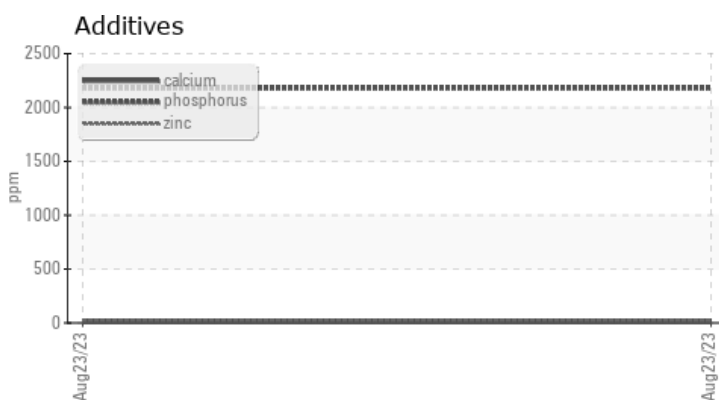 Additives
2500
2000
1500
1000
500
0
ppm
calcium
phosphorus
zinc
Aug23/23
Aug23/23